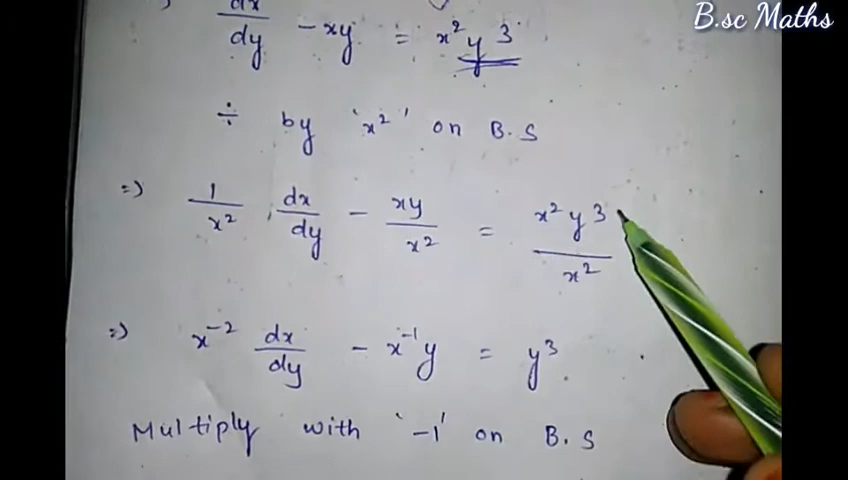 B.sc Maths
dx/dy - xy = x²y³
÷ by 'x²' on B.S
=) 1/x² . dx/dy - xy/x² = x²y³/x²
=) x⁻² dx/dy - x⁻¹y = y³
Multiply with '-1' on B.S